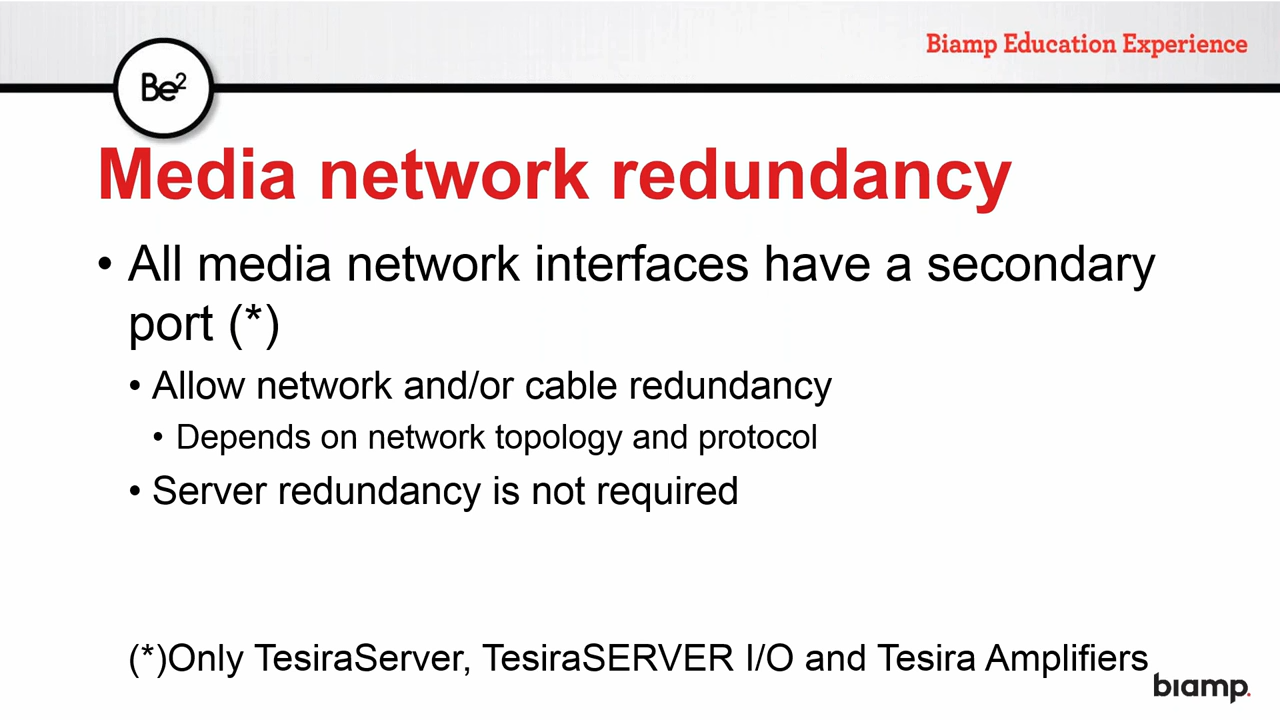 Biamp Education Experience
Be²
Media network redundancy
• All media network interfaces have a secondary
port (*)
• Allow network and/or cable redundancy
• Depends on network topology and protocol
• Server redundancy is not required
(*)Only TesiraServer, TesiraSERVER I/O and Tesira Amplifiers
biamp.